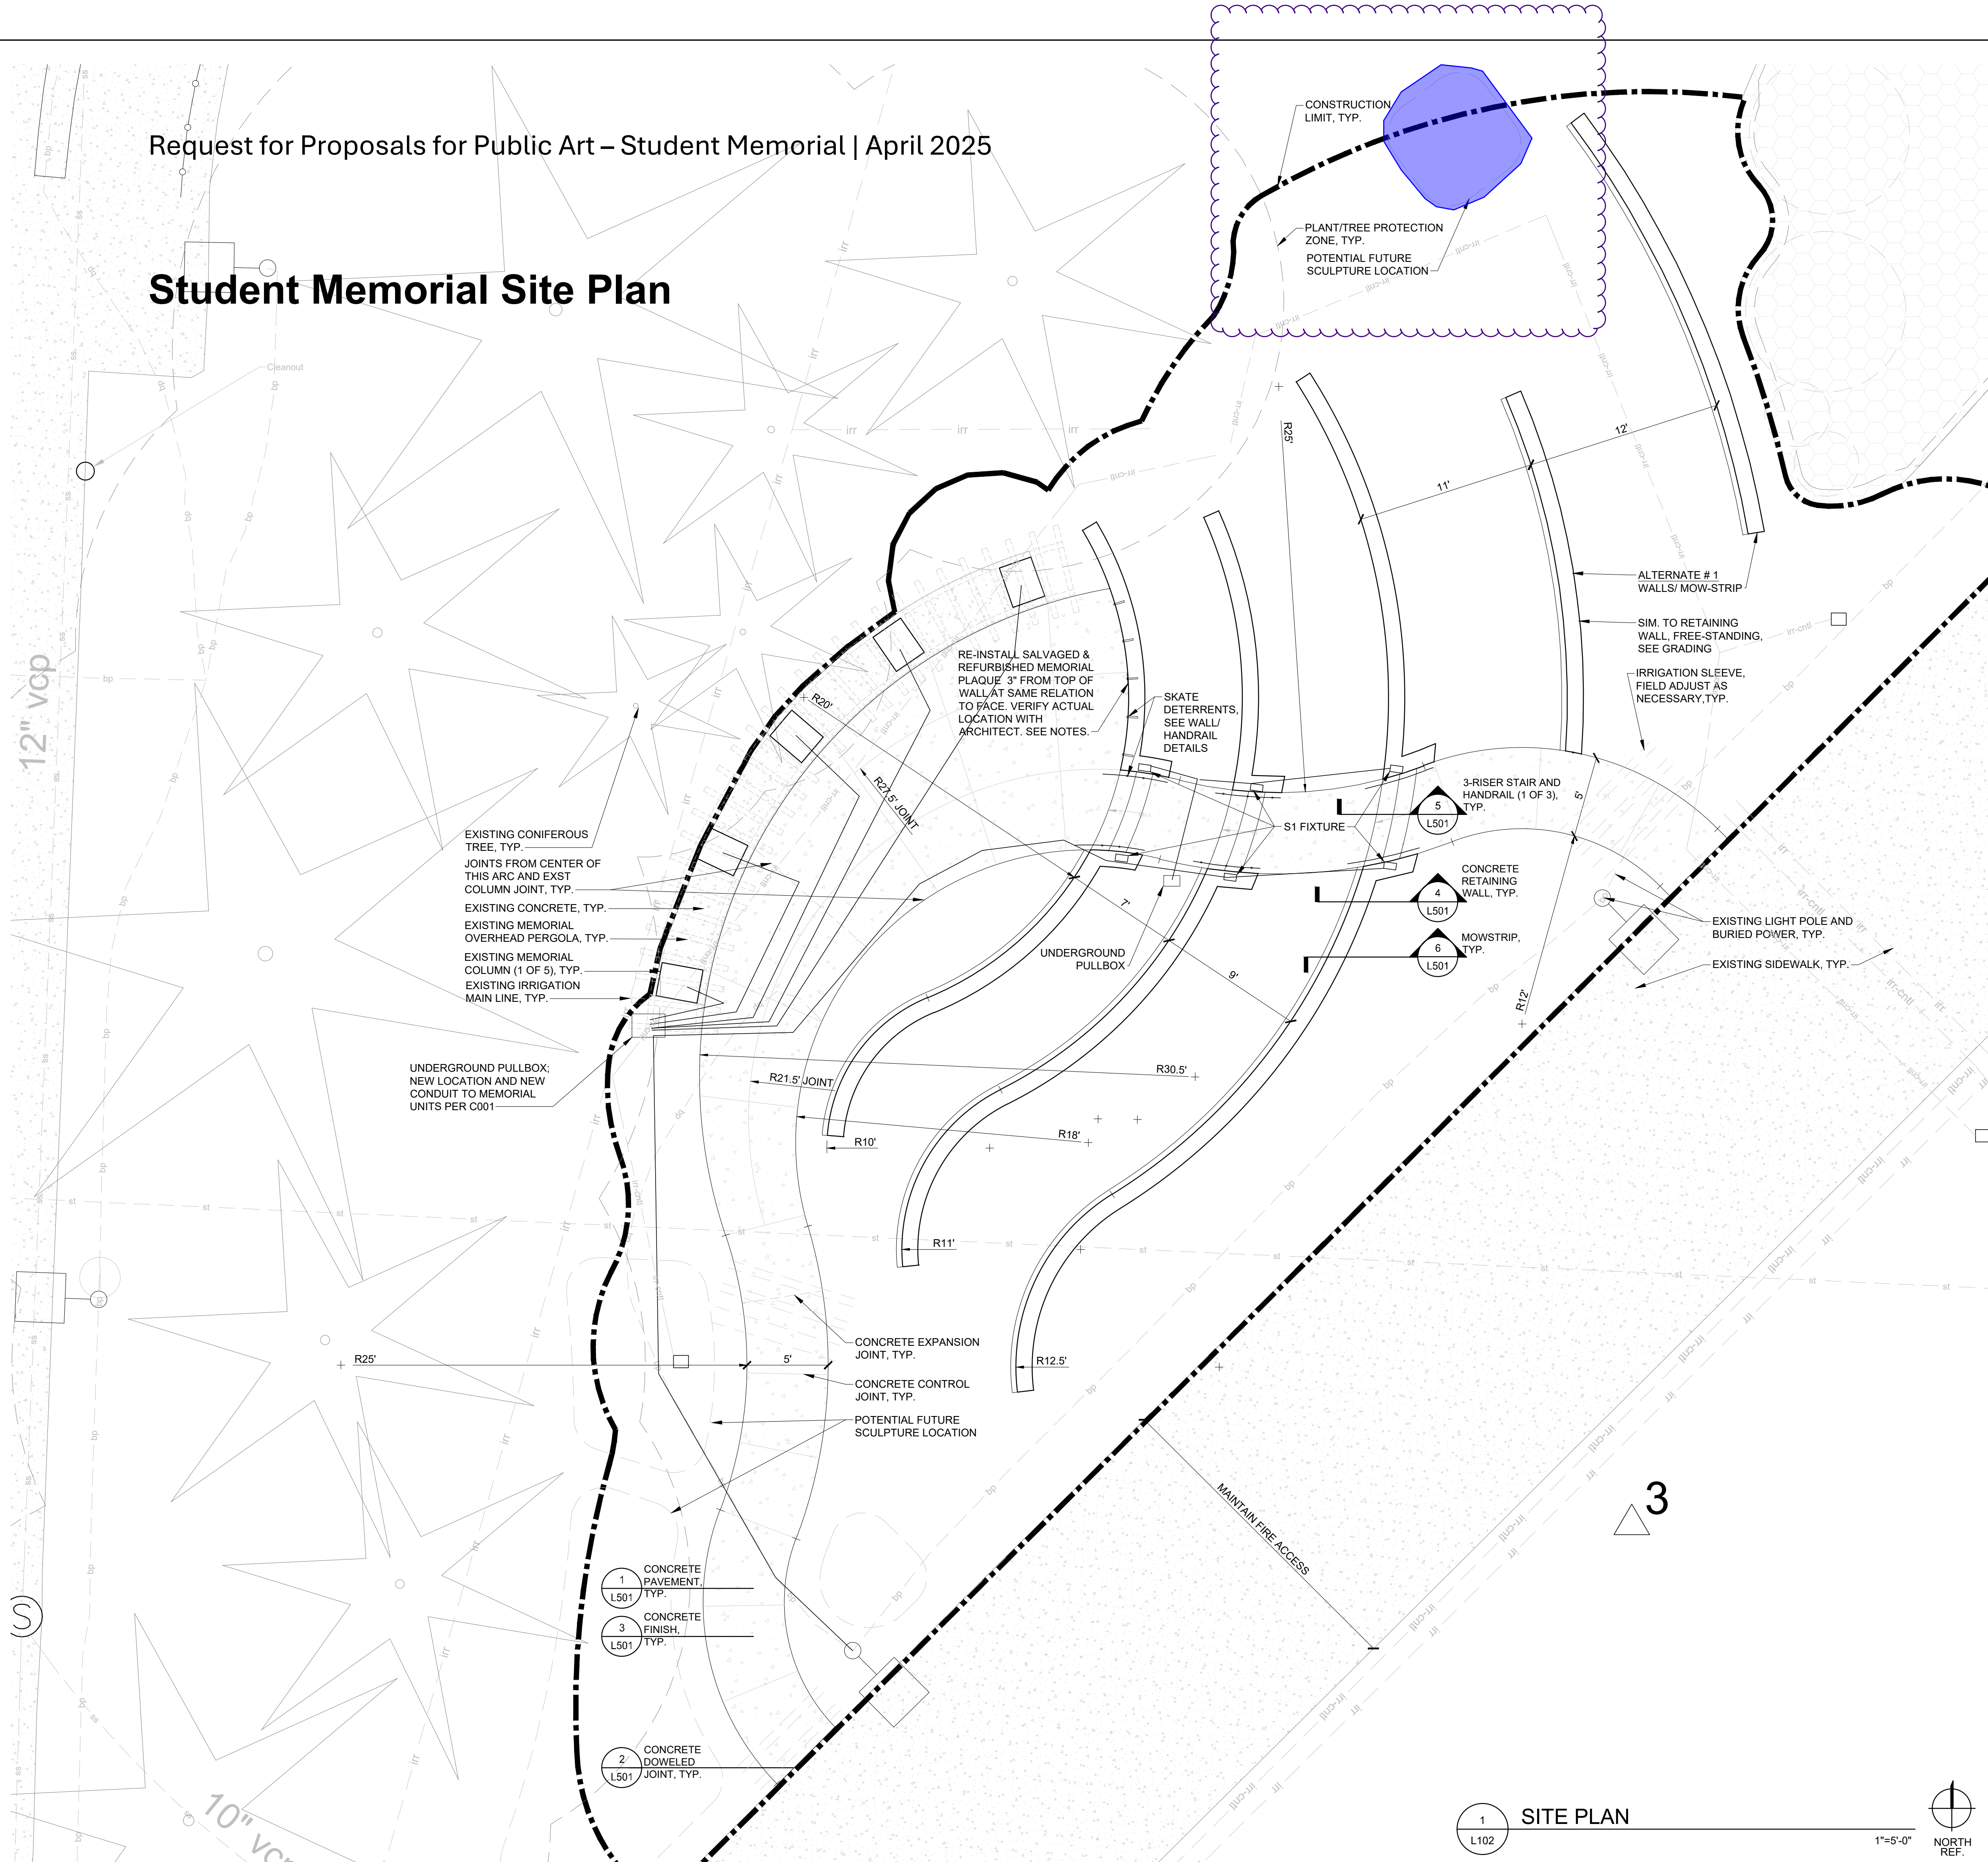 Request for Proposals for Public Art – Student Memorial | April 2025
Student Memorial Site Plan
CONSTRUCTION
LIMIT, TYP.
PLANT/TREE PROTECTION
ZONE, TYP.
POTENTIAL FUTURE
SCULPTURE LOCATION
Cleanout
12" vcp
R25'
12'
11'
ALTERNATE # 1
WALLS/ MOW-STRIP
SIM. TO RETAINING
WALL, FREE-STANDING,
SEE GRADING
IRRIGATION SLEEVE,
FIELD ADJUST AS
NECESSARY,TYP.
RE-INSTALL SALVAGED &
REFURBISHED MEMORIAL
PLAQUE 3" FROM TOP OF
WALL AT SAME RELATION
TO FACE. VERIFY ACTUAL
LOCATION WITH
ARCHITECT. SEE NOTES.
SKATE
DETERRENTS,
SEE WALL/
HANDRAIL
DETAILS
R20'
R27.5' JOINT
3-RISER STAIR AND
HANDRAIL (1 OF 3),
TYP.
5
L501
5'
S1 FIXTURE
EXISTING CONIFEROUS
TREE, TYP.
JOINTS FROM CENTER OF
THIS ARC AND EXST
COLUMN JOINT, TYP.
EXISTING CONCRETE, TYP.
EXISTING MEMORIAL
OVERHEAD PERGOLA, TYP.
EXISTING MEMORIAL
COLUMN (1 OF 5), TYP.
EXISTING IRRIGATION
MAIN LINE, TYP.
CONCRETE
RETAINING
WALL, TYP.
4
L501
MOWSTRIP,
TYP.
6
L501
7'
9'
UNDERGROUND
PULLBOX
EXISTING LIGHT POLE AND
BURIED POWER, TYP.
EXISTING SIDEWALK, TYP.
R12'
UNDERGROUND PULLBOX;
NEW LOCATION AND NEW
CONDUIT TO MEMORIAL
UNITS PER C001
R30.5'
R21.5' JOINT
R18'
R10'
R11'
R12.5'
R25'
5'
CONCRETE EXPANSION
JOINT, TYP.
CONCRETE CONTROL
JOINT, TYP.
POTENTIAL FUTURE
SCULPTURE LOCATION
MAINTAIN FIRE ACCESS
3
S
1
L501
CONCRETE
PAVEMENT,
TYP.
3
L501
CONCRETE
FINISH,
TYP.
2
L501
CONCRETE
DOWELED
JOINT, TYP.
10" vcp
1
L102
SITE PLAN
1"=5'-0"
NORTH
REF.